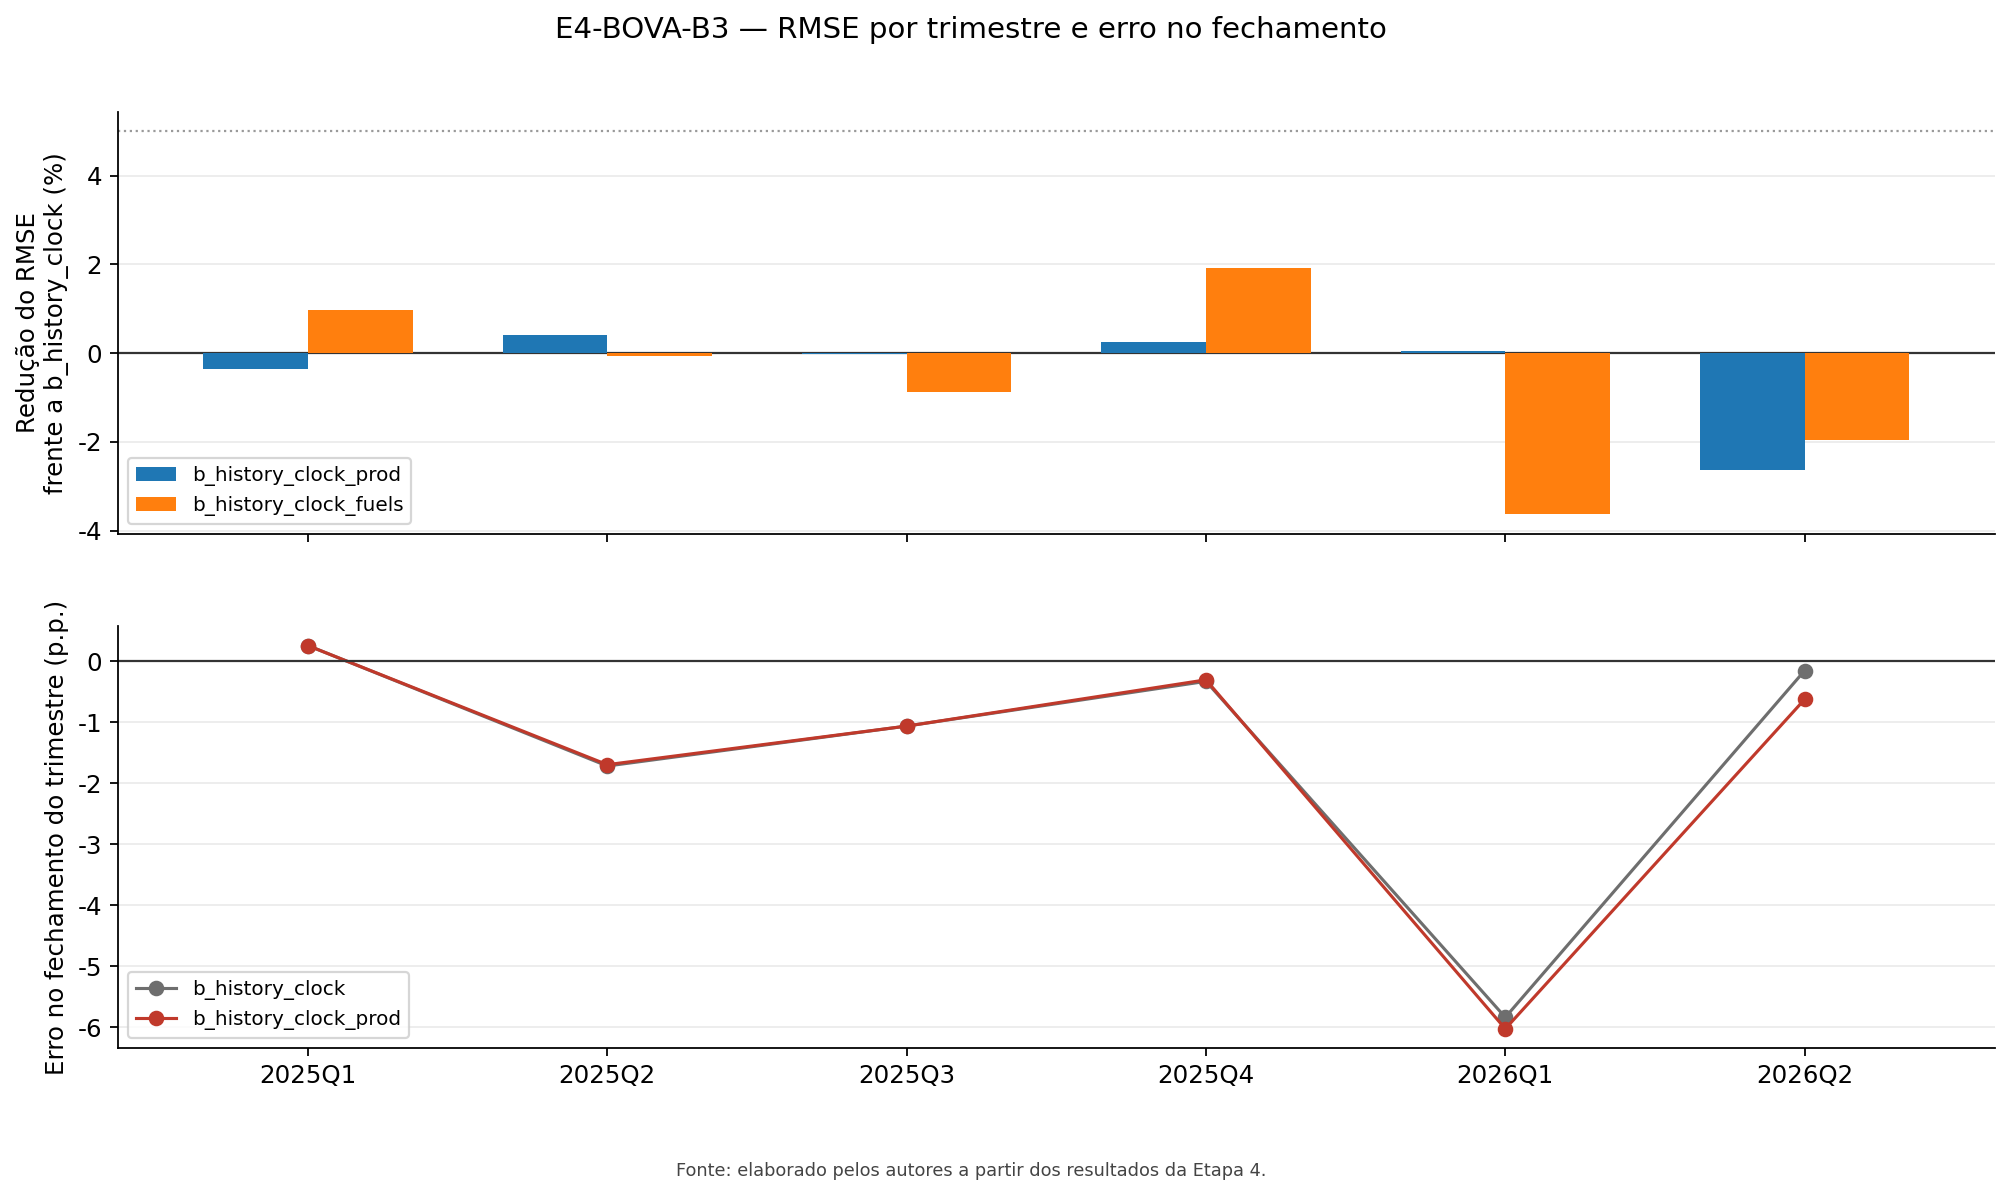 E4-BOVA-B3 — RMSE por trimestre e erro no fechamento
Redução do RMSE
frente a b_history_clock (%)
4
2
0
-2
-4
b_history_clock_prod
b_history_clock_fuels
Erro no fechamento do trimestre (p.p.)
0
-1
-2
-3
-4
-5
-6
b_history_clock
b_history_clock_prod
2025Q1 2025Q2 2025Q3 2025Q4 2026Q1 2026Q2
Fonte: elaborado pelos autores a partir dos resultados da Etapa 4.